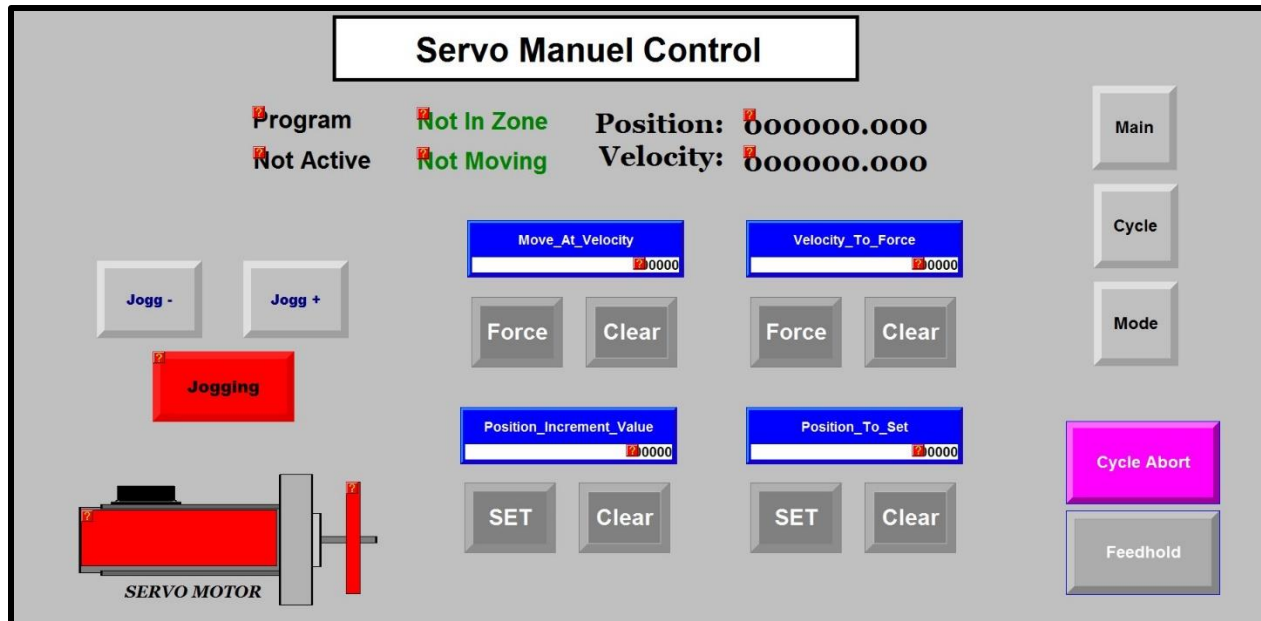 Servo Manuel Control
Program
Not Active
Not In Zone
Not Moving
Position: 000000.000
Velocity: 000000.000
Main
Cycle
Mode
Move_At_Velocity
?0000
Velocity_To_Force
?0000
Jogg -
Jogg +
Jogging
Force
Clear
Force
Clear
Position_Increment_Value
?0000
Position_To_Set
?0000
SET
Clear
SET
Clear
Cycle Abort
Feedhold
SERVO MOTOR